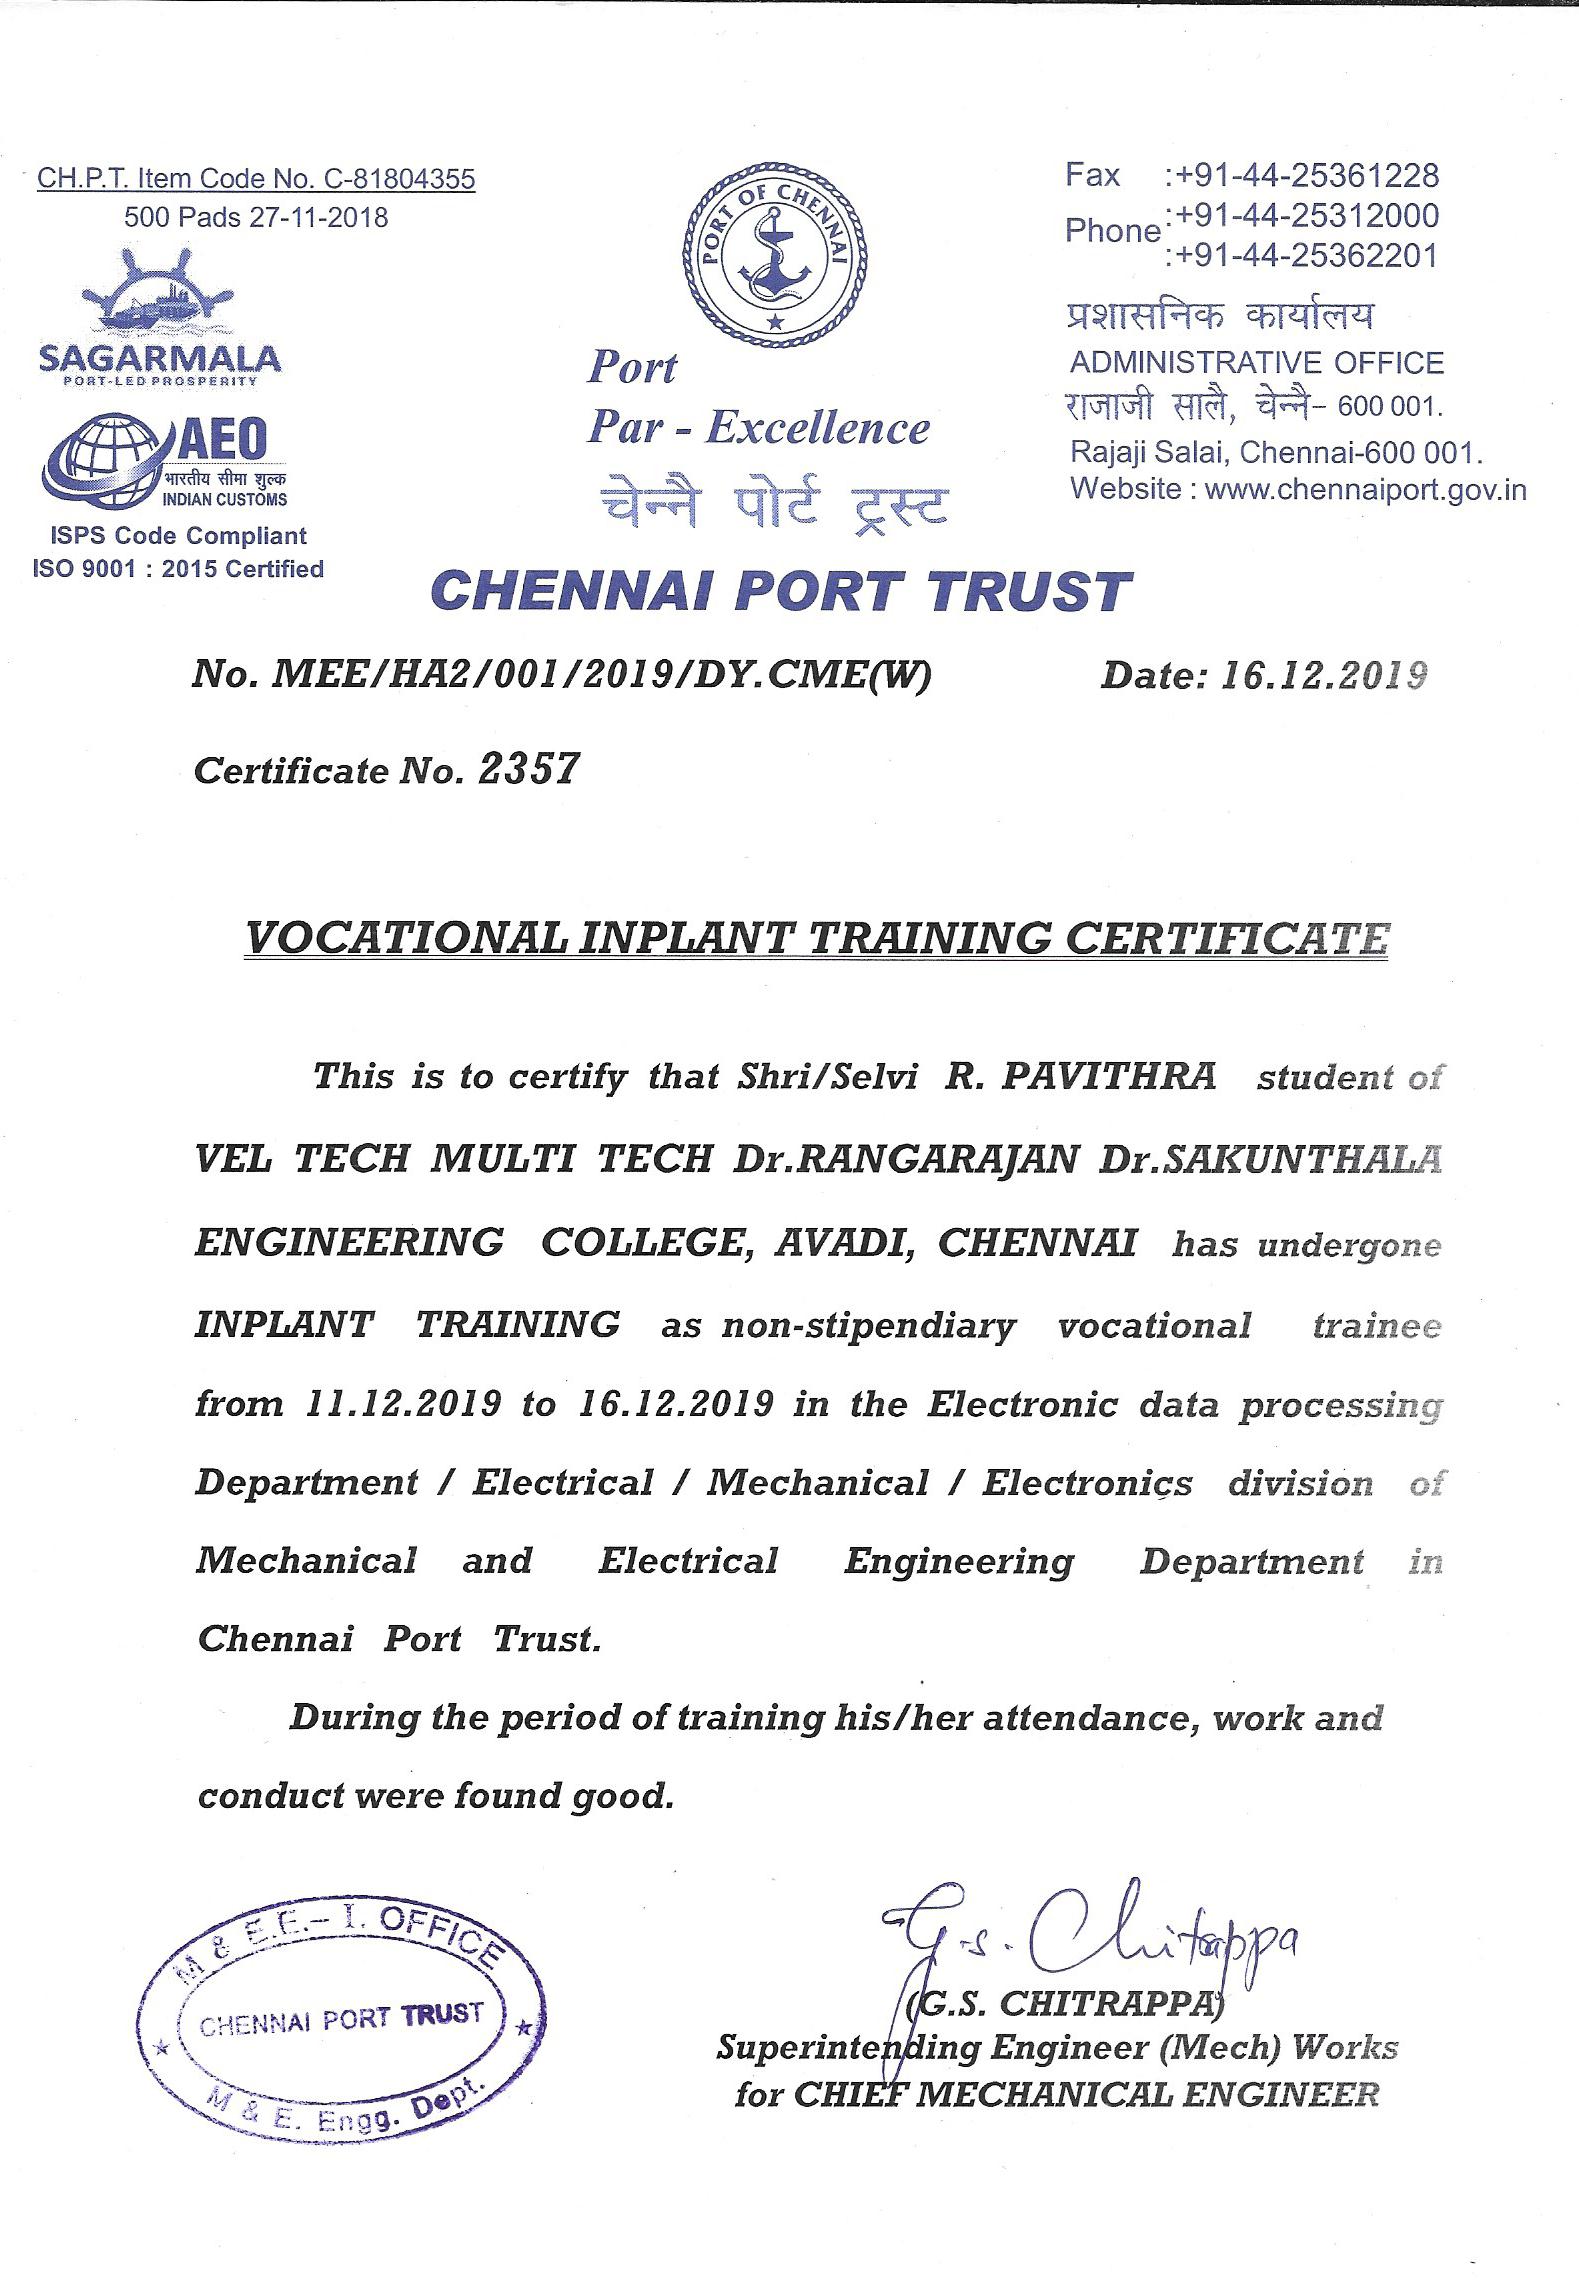 CH.P.T. Item Code No. C-81804355
500 Pads 27-11-2018
SAGARMALA
PORT-LED PROSPERITY
AEO
भारतीय सीमा शुल्क
INDIAN CUSTOMS
ISPS Code Compliant
ISO 9001 : 2015 Certified
PORT OF CHENNAI
Port
Par - Excellence
चेन्नै पोर्ट ट्रस्ट
CHENNAI PORT TRUST
Fax :+91-44-25361228
Phone :+91-44-25312000
:+91-44-25362201
प्रशासनिक कार्यालय
ADMINISTRATIVE OFFICE
राजाजी सालै, चेन्नै- 600 001.
Rajaji Salai, Chennai-600 001.
Website : www.chennaiport.gov.in
No. MEE/HA2/001/2019/DY.CME(W) Date: 16.12.2019
Certificate No. 2357
VOCATIONAL INPLANT TRAINING CERTIFICATE
This is to certify that Shri/Selvi R. PAVITHRA student of
VEL TECH MULTI TECH Dr.RANGARAJAN Dr.SAKUNTHALA
ENGINEERING COLLEGE, AVADI, CHENNAI has undergone
INPLANT TRAINING as non-stipendiary vocational trainee
from 11.12.2019 to 16.12.2019 in the Electronic data processing
Department / Electrical / Mechanical / Electronics division of
Mechanical and Electrical Engineering Department in
Chennai Port Trust.
During the period of training his/her attendance, work and
conduct were found good.
M & E.E.- I. OFFICE
CHENNAI PORT TRUST
M & E. Engg. Dept.
G.S. Chitrappa
(G.S. CHITRAPPA)
Superintending Engineer (Mech) Works
for CHIEF MECHANICAL ENGINEER